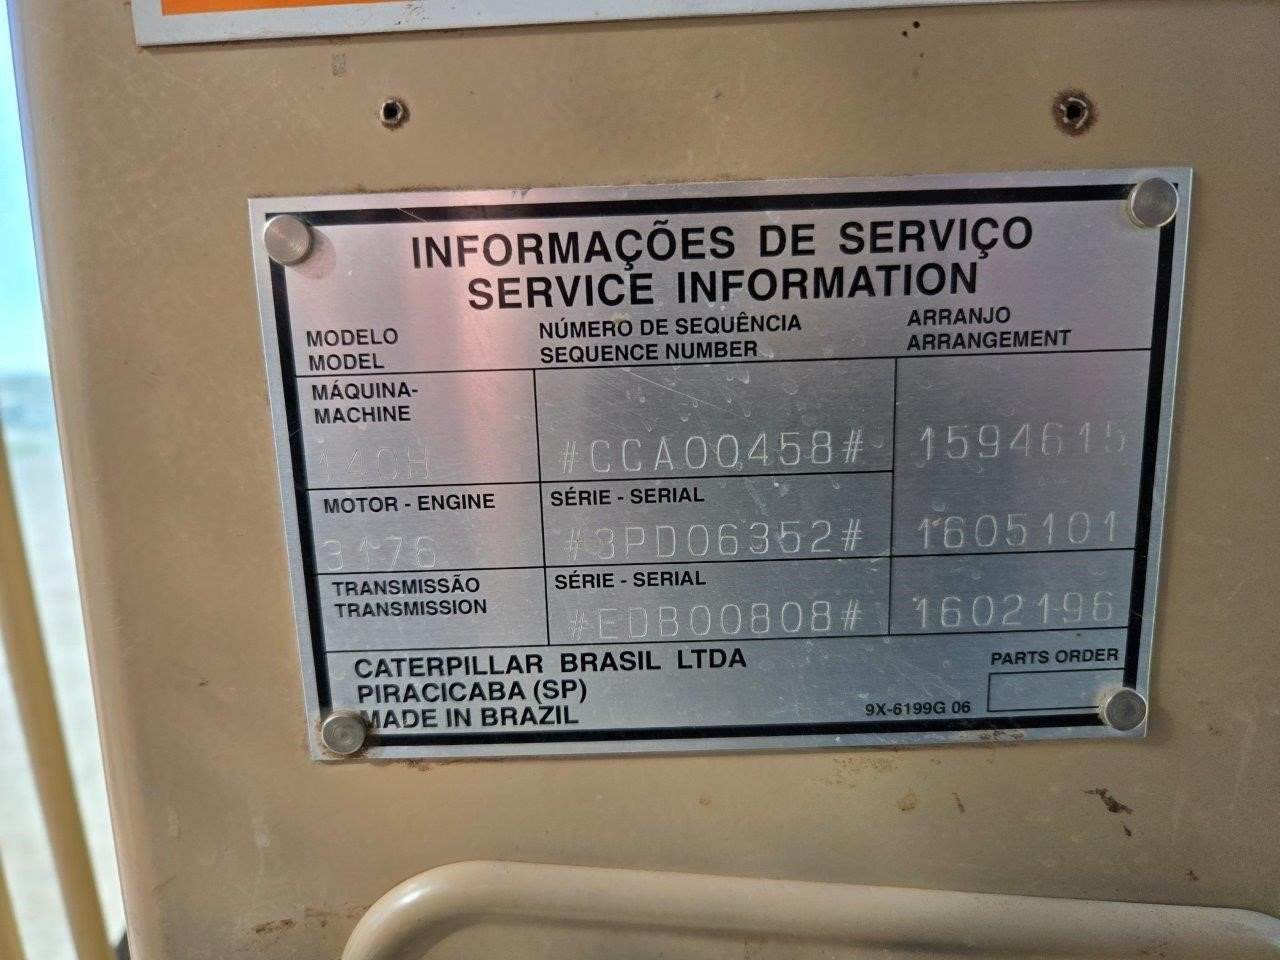 INFORMAÇÕES DE SERVIÇO
SERVICE INFORMATION
MODELO
MODEL
NÚMERO DE SEQUÊNCIA
SEQUENCE NUMBER
ARRANJO
ARRANGEMENT
MÁQUINA-
MACHINE
140H
#CCA00458#
1594615
MOTOR - ENGINE
3176
SÉRIE - SERIAL
#3PD06352#
1605101
TRANSMISSÃO
TRANSMISSION
SÉRIE - SERIAL
#EDB00808#
1602196
CATERPILLAR BRASIL LTDA
PIRACICABA (SP)
MADE IN BRAZIL
PARTS ORDER
9X-6199G 06